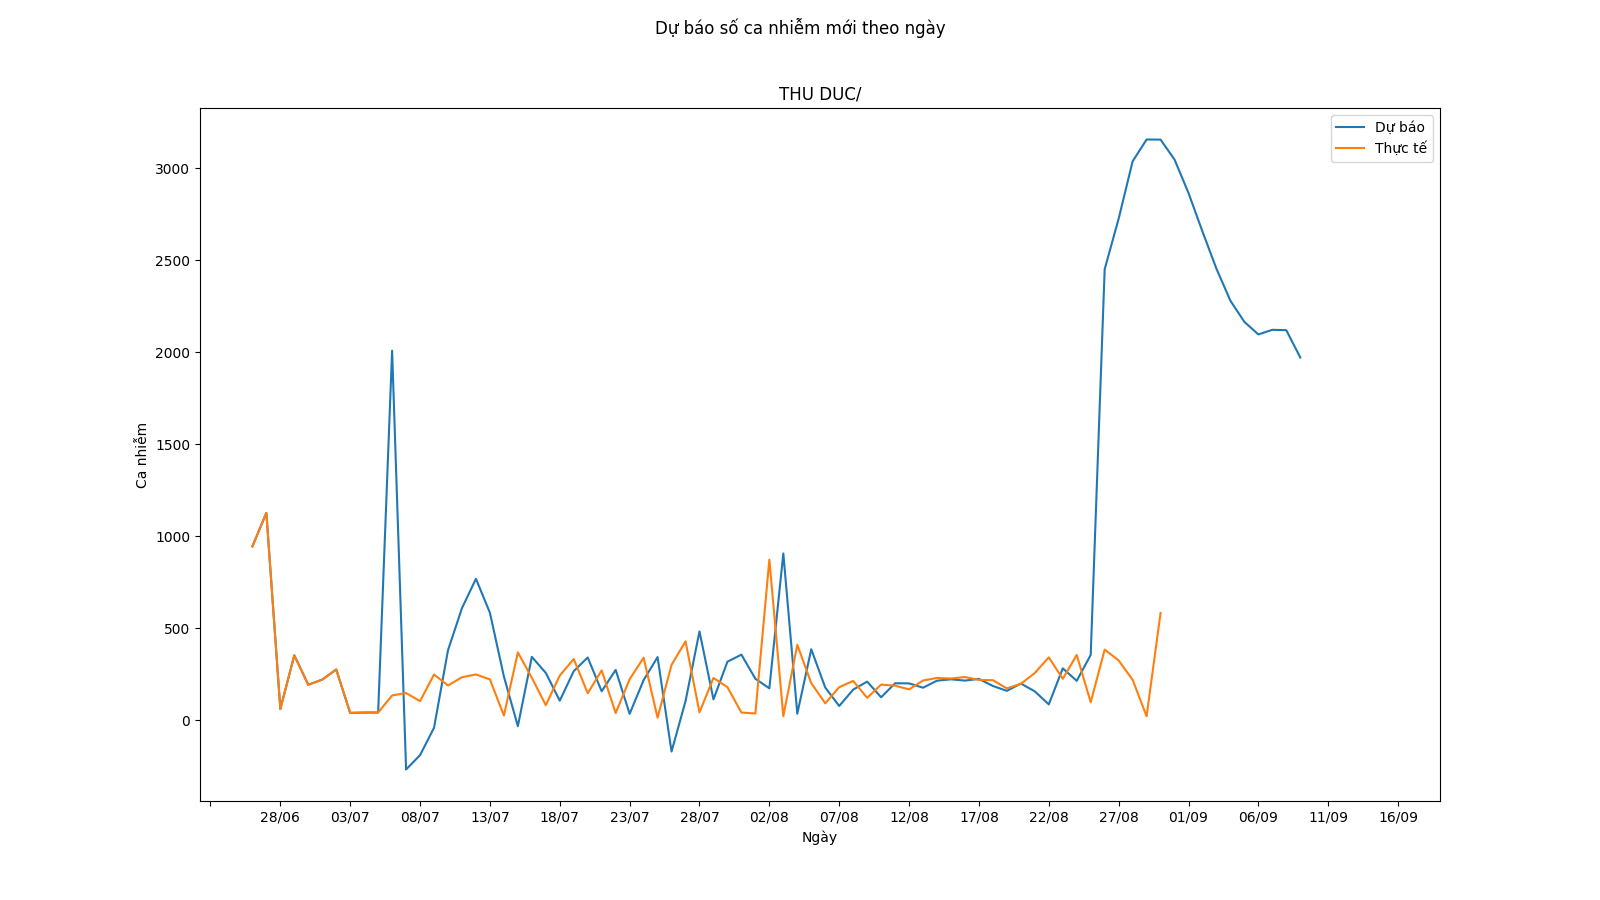 Dự báo số ca nhiễm mới theo ngày
THU DUC/
Dự báo
Thực tế
3000
2500
2000
1500
1000
500
0
Ca nhiễm
28/06 03/07 08/07 13/07 18/07 23/07 28/07 02/08 07/08 12/08 17/08 22/08 27/08 01/09 06/09 11/09 16/09
Ngày